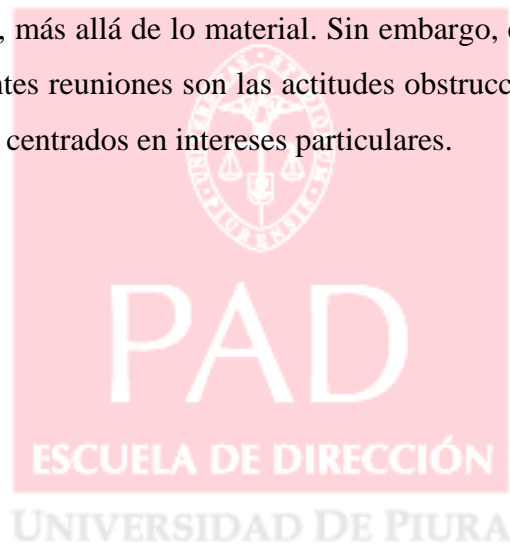 , más allá de lo material. Sin embargo,
ntes reuniones son las actitudes
centrados en intereses particulares.
PAD
ESCUELA DE DIRECCIÓN
UNIVERSIDAD DE PIURA